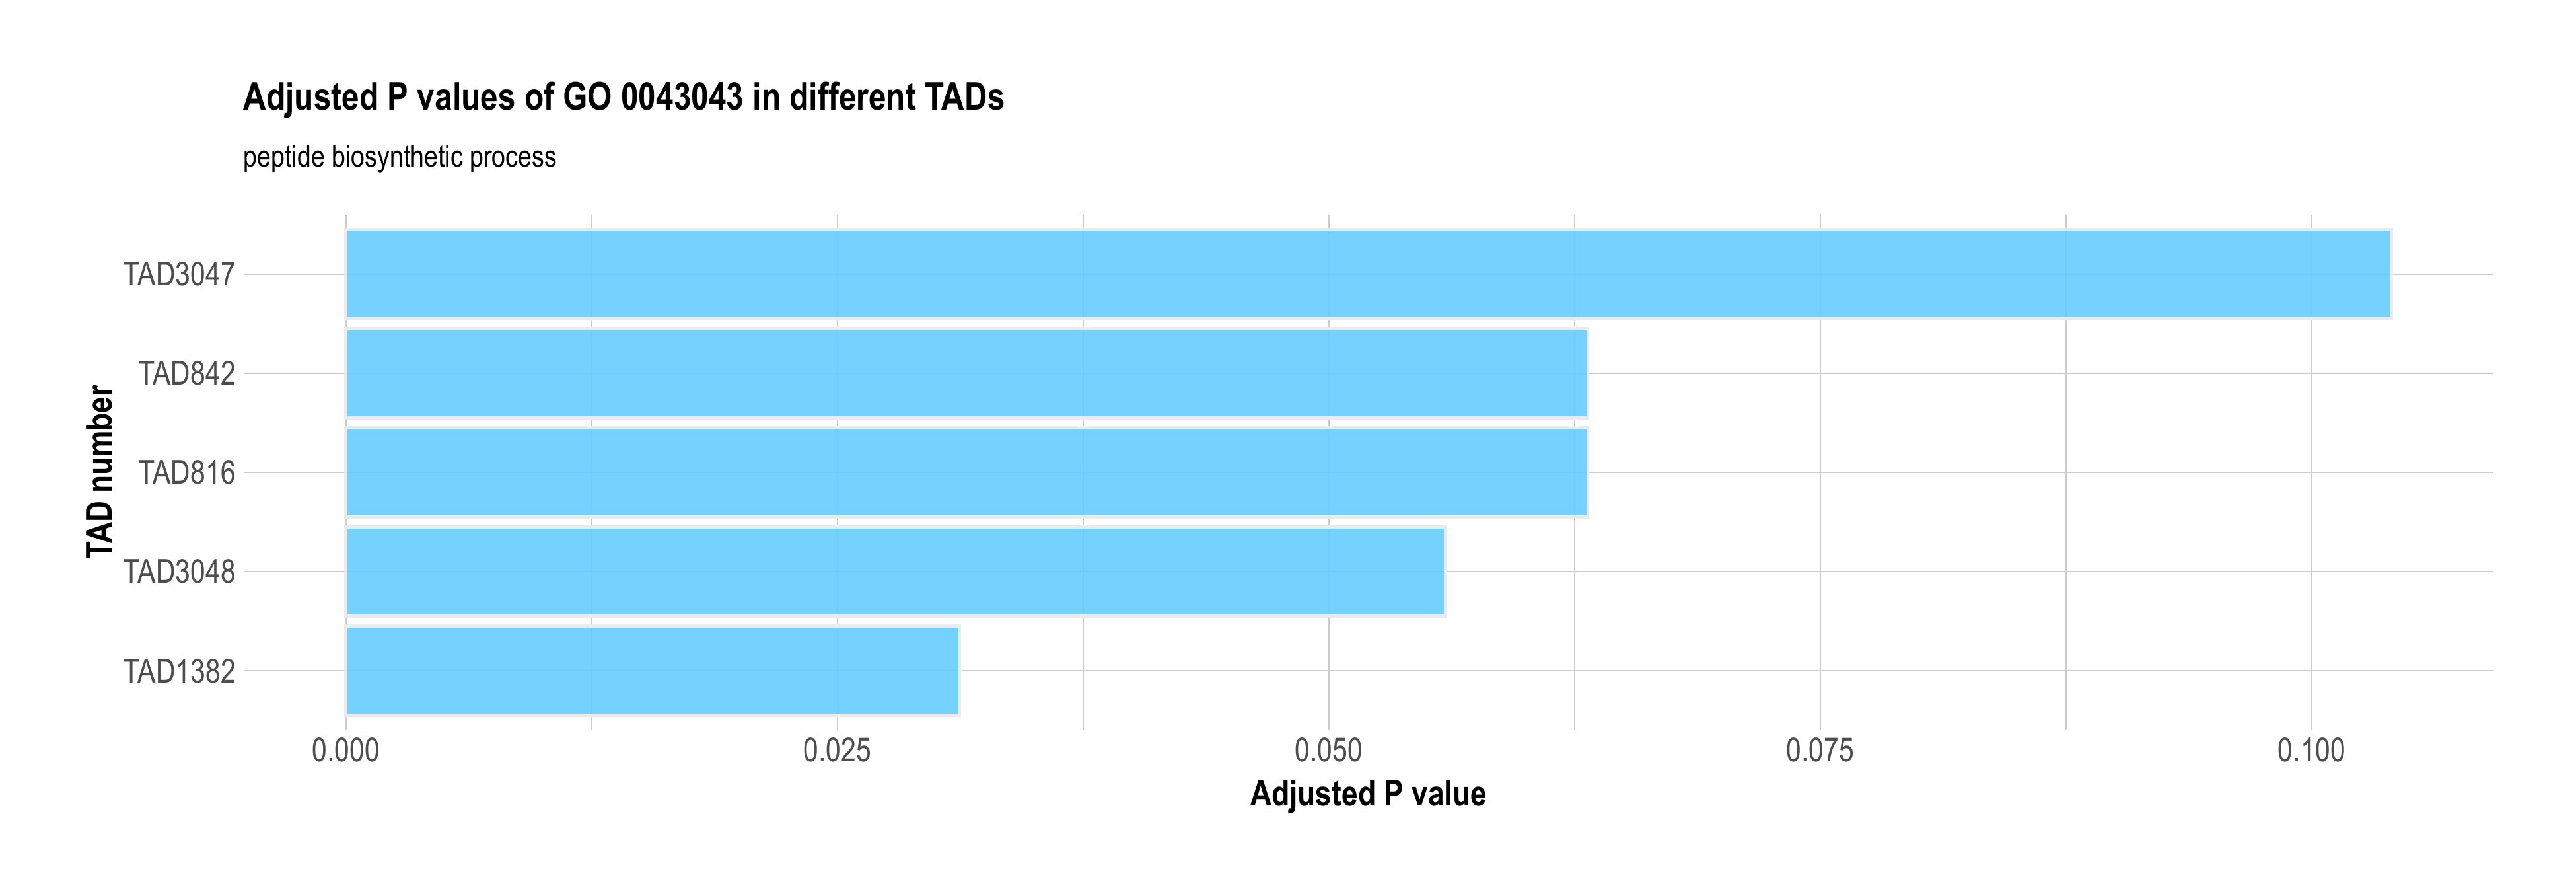 Adjusted P values of GO 0043043 in different TADs
peptide biosynthetic process
TAD number
TAD3047
TAD842
TAD816
TAD3048
TAD1382
0.000 0.025 0.050 0.075 0.100
Adjusted P value